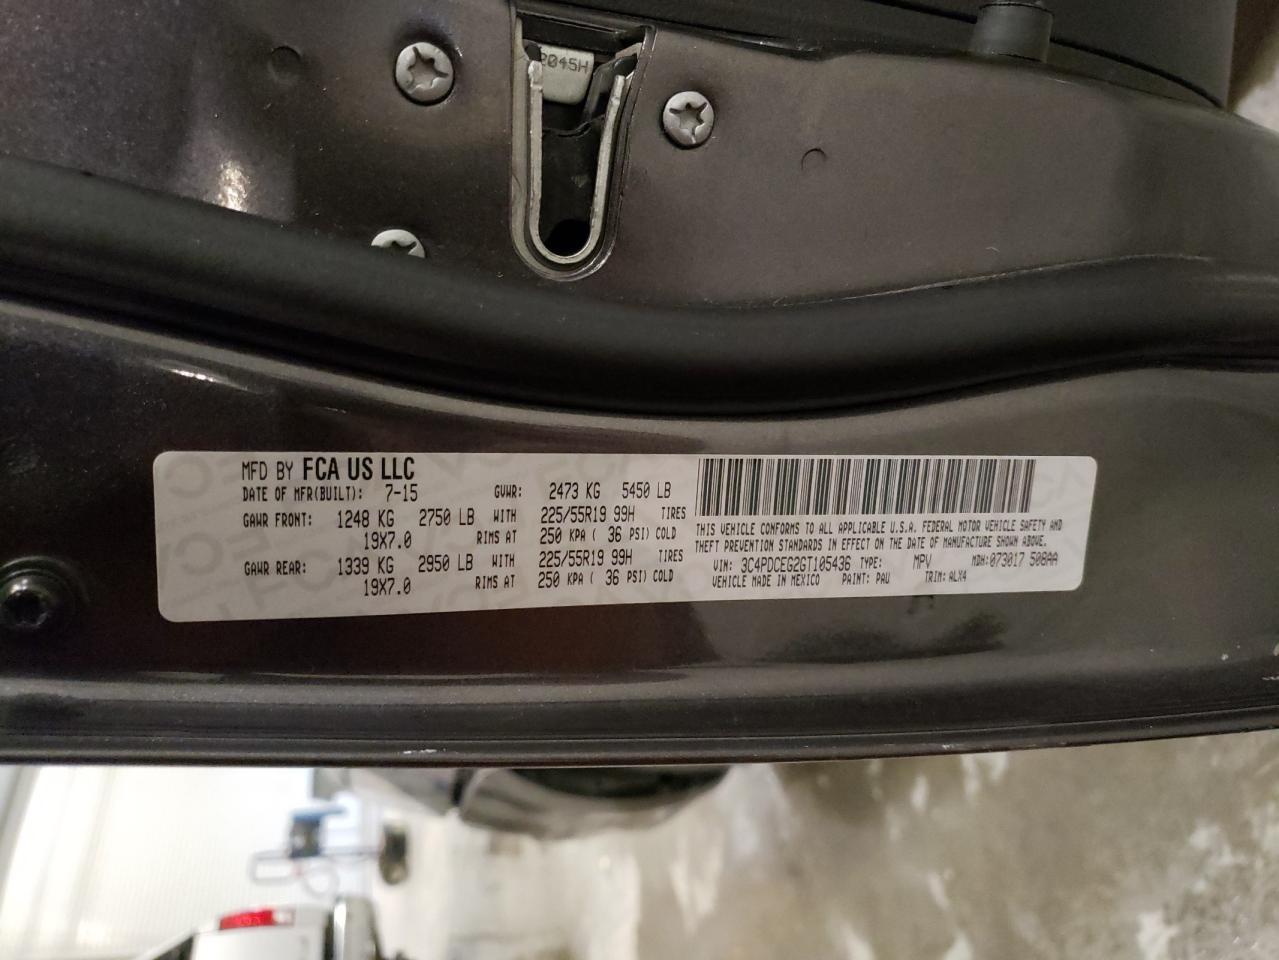 2045H
MFD BY FCA US LLC
DATE OF MFR(BUILT): 7-15 GVWR: 2473 KG 5450 LB
GAWR FRONT: 1248 KG 2750 LB WITH 225/55R19 99H TIRES
19X7.0 RIMS AT 250 KPA ( 36 PSI) COLD
GAWR REAR: 1339 KG 2950 LB WITH 225/55R19 99H TIRES
19X7.0 RIMS AT 250 KPA ( 36 PSI) COLD
THIS VEHICLE CONFORMS TO ALL APPLICABLE U.S.A. FEDERAL MOTOR VEHICLE SAFETY AND
THEFT PREVENTION STANDARDS IN EFFECT ON THE DATE OF MANUFACTURE SHOWN ABOVE.
VIN: 3C4PDCEG2GT105436 TYPE: MPV MDH: 073017 508AA
VEHICLE MADE IN MEXICO PAINT: PAU TRIM: ALX4